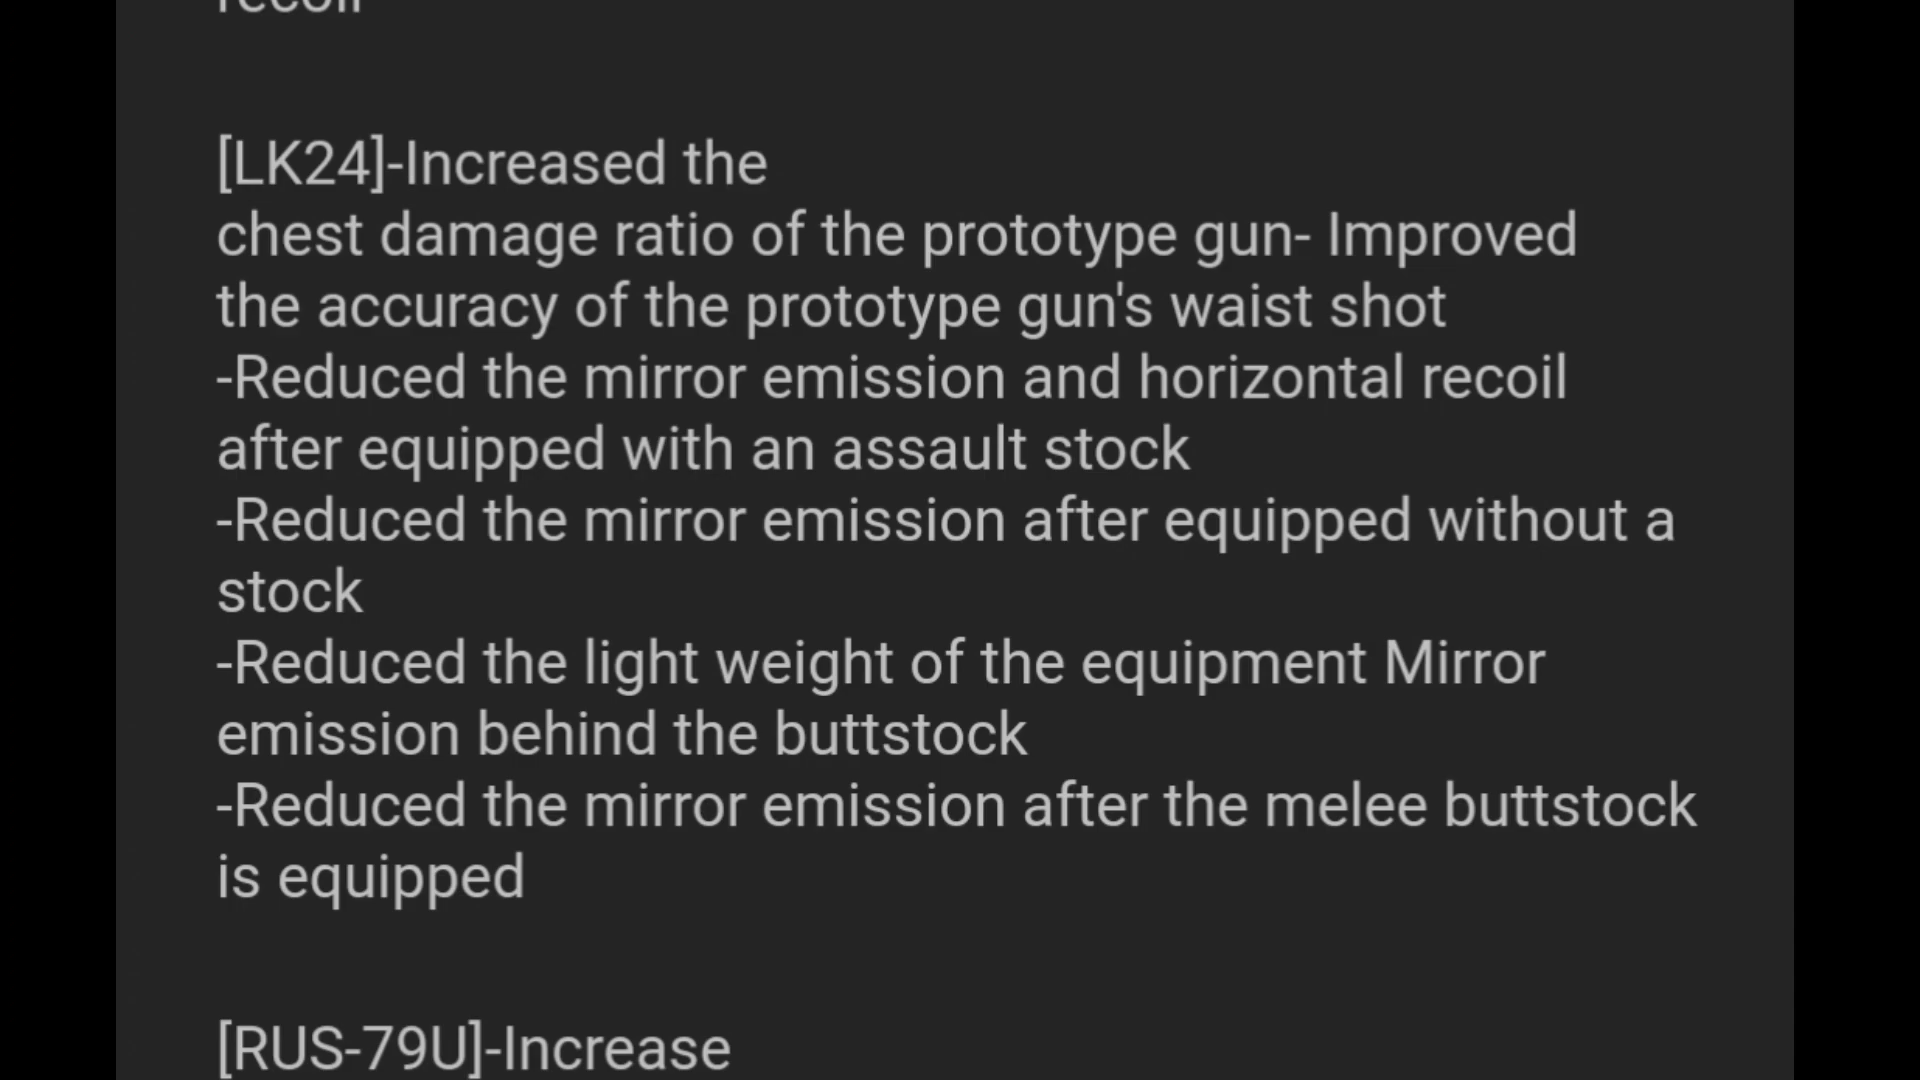 recoil
[LK24]-Increased the
chest damage ratio of the prototype gun- Improved
the accuracy of the prototype gun's waist shot
-Reduced the mirror emission and horizontal recoil
after equipped with an assault stock
-Reduced the mirror emission after equipped without a
stock
-Reduced the light weight of the equipment Mirror
emission behind the buttstock
-Reduced the mirror emission after the melee buttstock
is equipped
[RUS-79U]-Increase